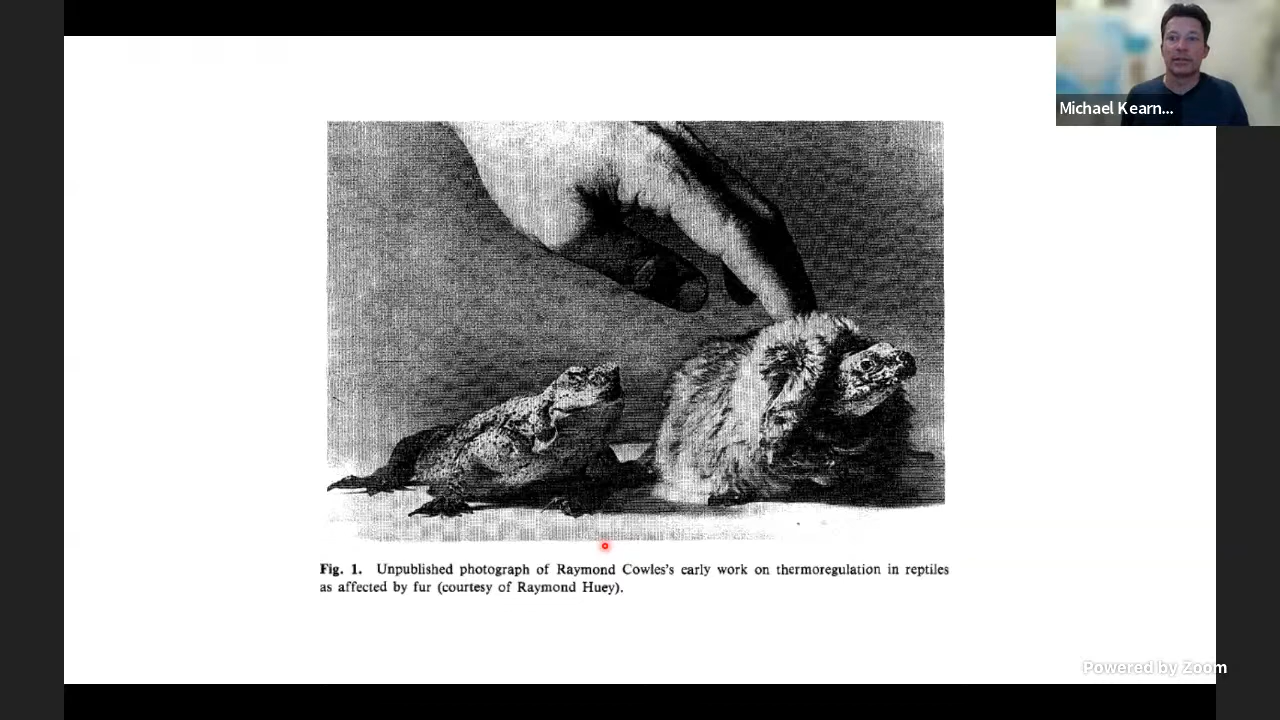 Michael Kearn...
Fig. 1. Unpublished photograph of Raymond Cowles's early work on thermoregulation in reptiles
as affected by fur (courtesy of Raymond Huey).
Powered by Zoom